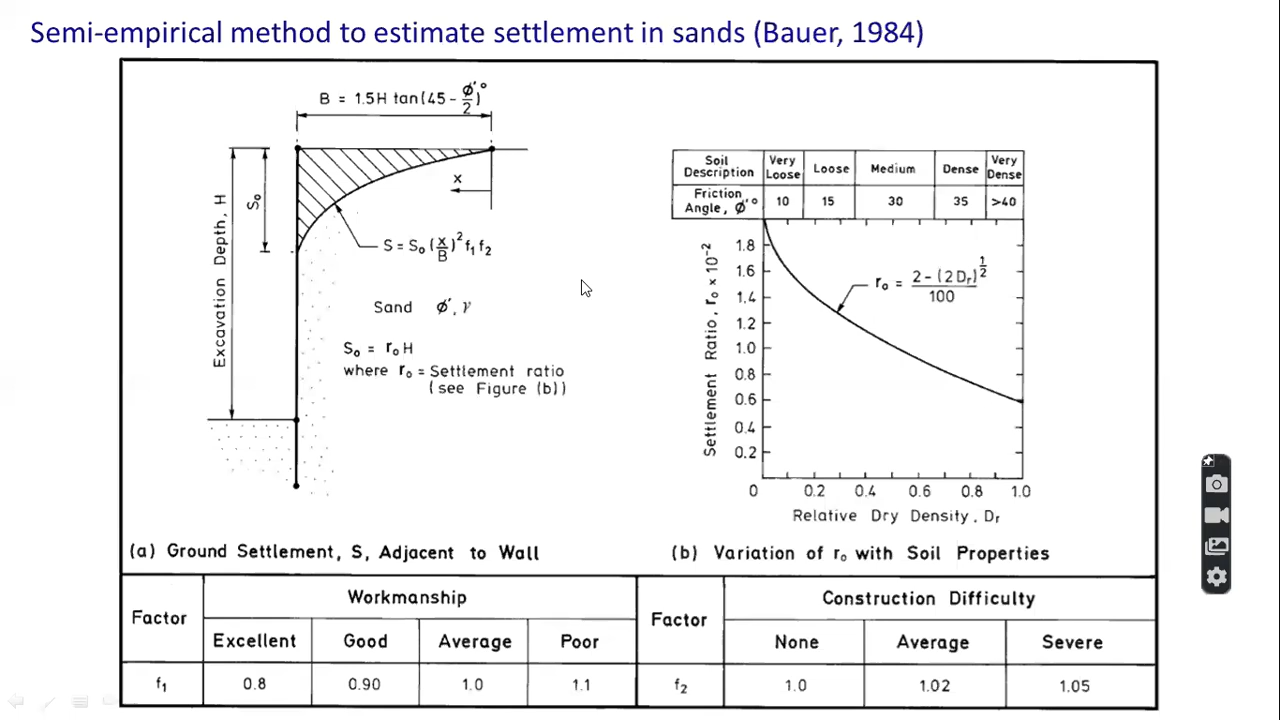 Semi-empirical method to estimate settlement in sands (Bauer, 1984)
B = 1.5H tan(45 - ϕ'/2)°
Excavation Depth, H
S₀
x
S = S₀ (x/B)² f₁ f₂
Sand ϕ', γ
S₀ = r₀ H
where r₀ = Settlement ratio
(see Figure (b))
(a) Ground Settlement, S, Adjacent to Wall
Soil Description Very Loose Loose Medium Dense Very Dense
Friction Angle, ϕ'° 10 15 30 35 >40
Settlement Ratio, r₀ × 10⁻²
1.8
1.6
1.4
1.2
1.0
0.8
0.6
0.4
0.2
r₀ = (2 - (2Dr)^1/2)/100
0 0.2 0.4 0.6 0.8 1.0
Relative Dry Density, Dr
(b) Variation of r₀ with Soil Properties
Factor Workmanship
Excellent Good Average Poor
f₁ 0.8 0.90 1.0 1.1
Factor Construction Difficulty
None Average Severe
f₂ 1.0 1.02 1.05